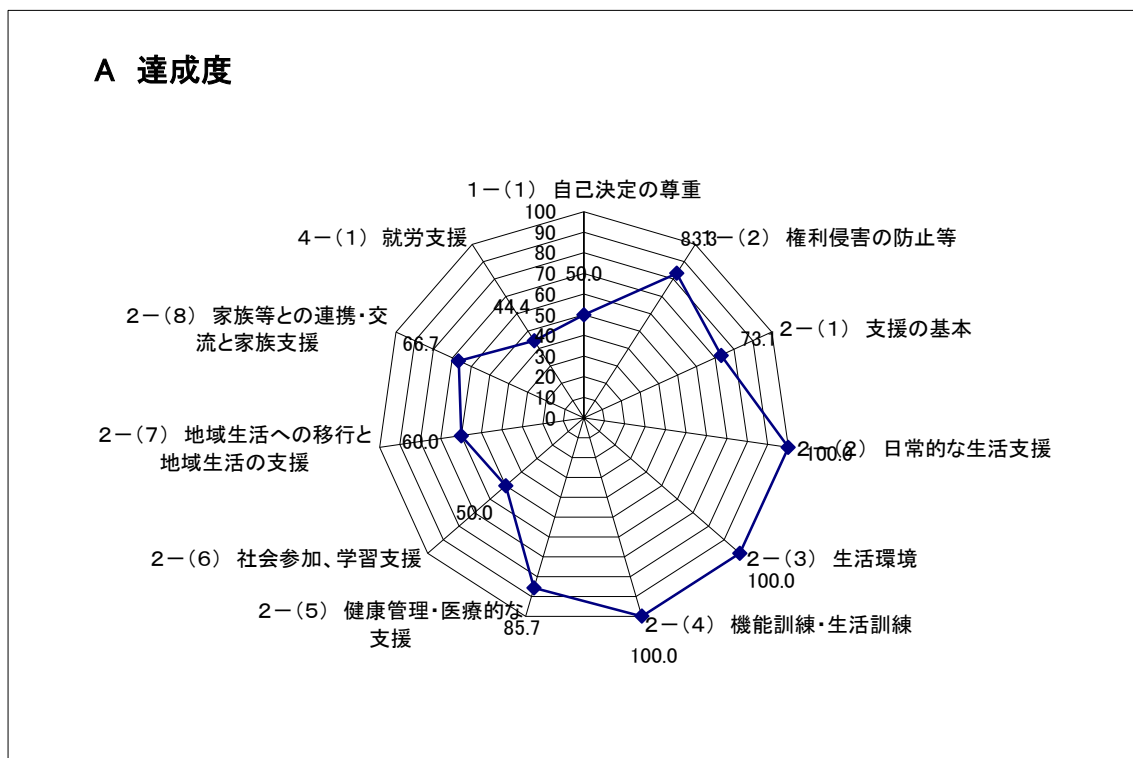 A 達成度
1－(1) 自己決定の尊重
83.3
1－(2) 権利侵害の防止等
2－(1) 支援の基本
73.1
2－(2) 日常的な生活支援
100.0
2－(3) 生活環境
100.0
2－(4) 機能訓練・生活訓練
100.0
2－(5) 健康管理・医療的な
支援
85.7
2－(6) 社会参加、学習支援
50.0
2－(7) 地域生活への移行と
地域生活の支援
60.0
2－(8) 家族等との連携・交
流と家族支援
66.7
4－(1) 就労支援
44.4
50.0
100
90
80
70
60
50
40
30
20
10
0